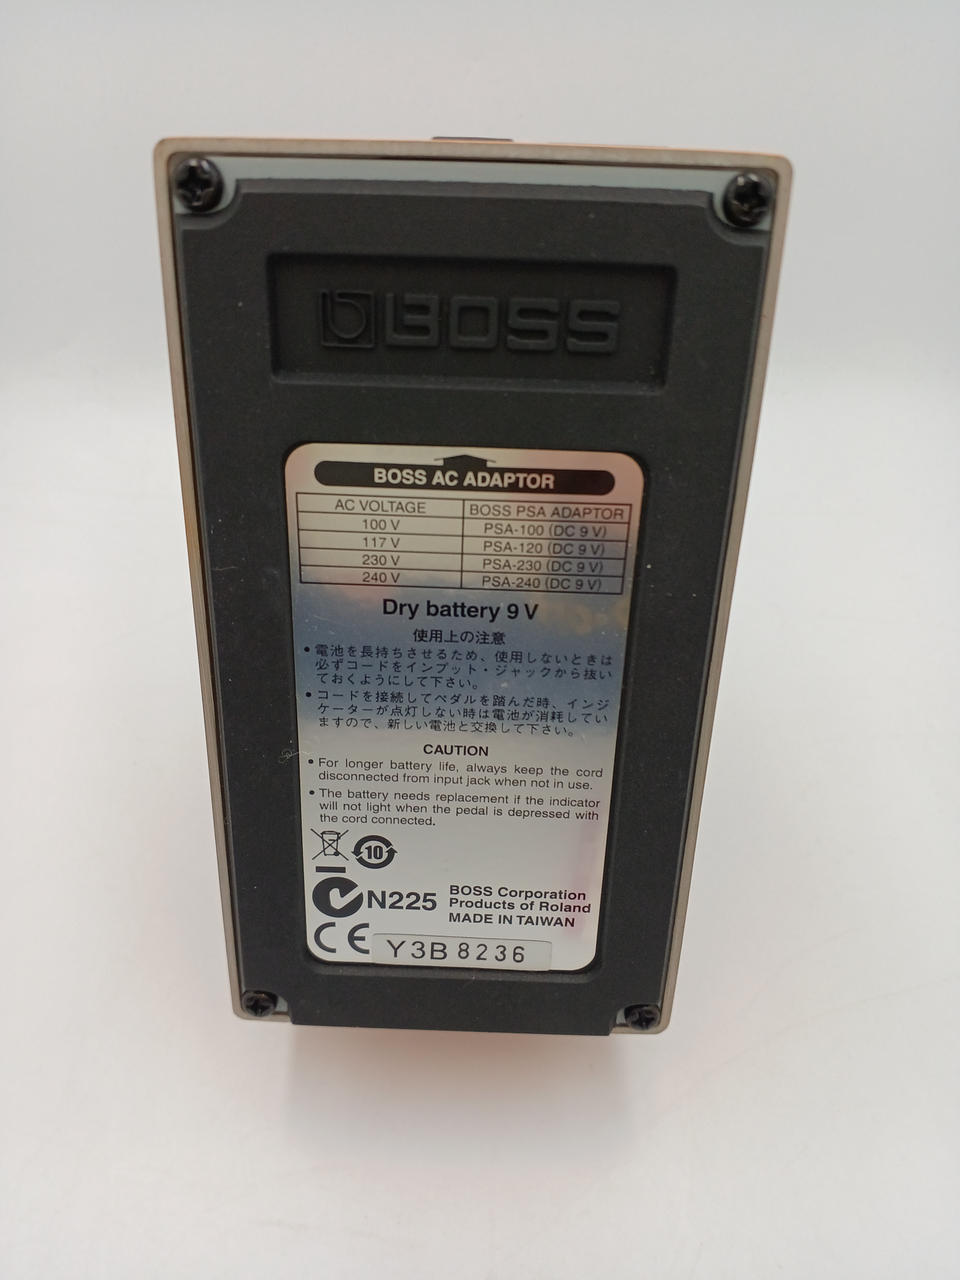 BOSS
BOSS AC ADAPTOR
AC VOLTAGE BOSS PSA ADAPTOR
100 V PSA-100 (DC 9 V)
117 V PSA-120 (DC 9 V)
230 V PSA-230 (DC 9 V)
240 V PSA-240 (DC 9 V)
Dry battery 9 V
使用上の注意
• 電池を長持ちさせるため、使用しないときは
必ずコードをインプット・ジャックから抜い
ておくようにして下さい。
• コードを接続してペダルを踏んだ時、インジ
ケーターが点灯しない時は電池が消耗してい
ますので、新しい電池と交換して下さい。
CAUTION
• For longer battery life, always keep the cord
disconnected from input jack when not in use.
• The battery needs replacement if the indicator
will not light when the pedal is depressed with
the cord connected.
10
N225
BOSS Corporation
Products of Roland
MADE IN TAIWAN
CE
Y3B8236